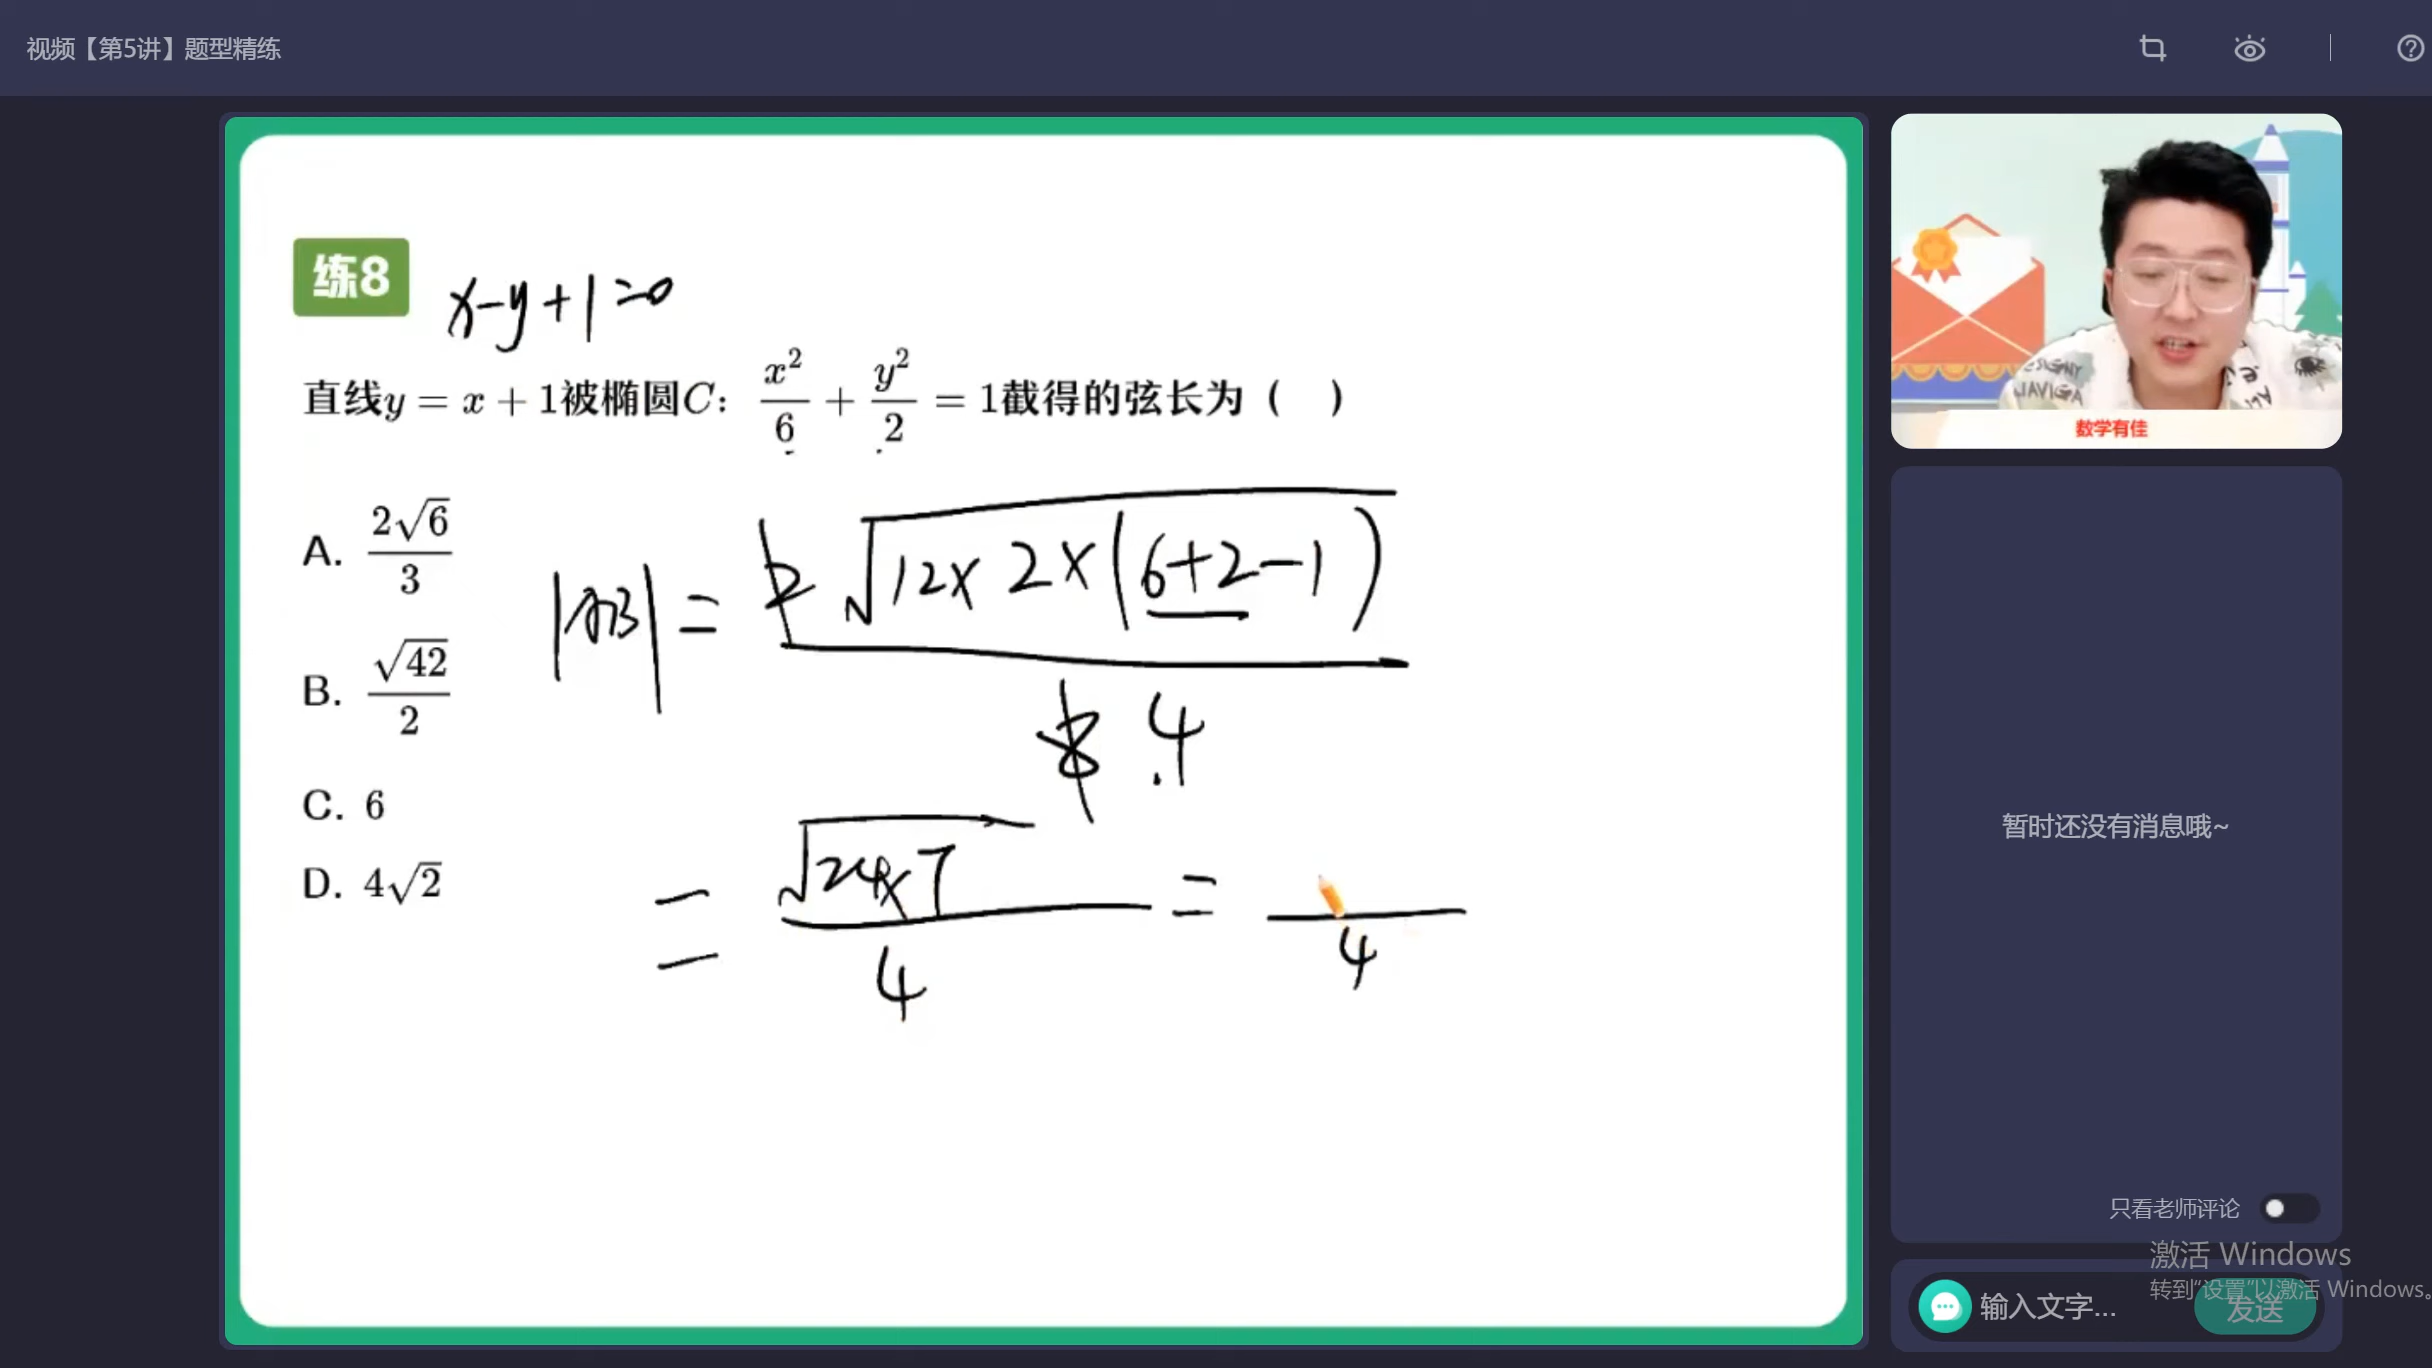 视频【第5讲】题型精练
练8
x-y+1=0
直线y = x + 1被椭圆C: x²/6 + y²/2 = 1截得的弦长为 ( )
A. 2√6/3
B. √42/2
C. 6
D. 4√2
|AB| = 2√(12×2×(6+2-1)) / 8 4
= √(24×7) / 4 = / 4
数学有佳
暂时还没有消息哦~
只看老师评论
激活 Windows
转到“设置”以激活 Windows。
输入文字...
发送